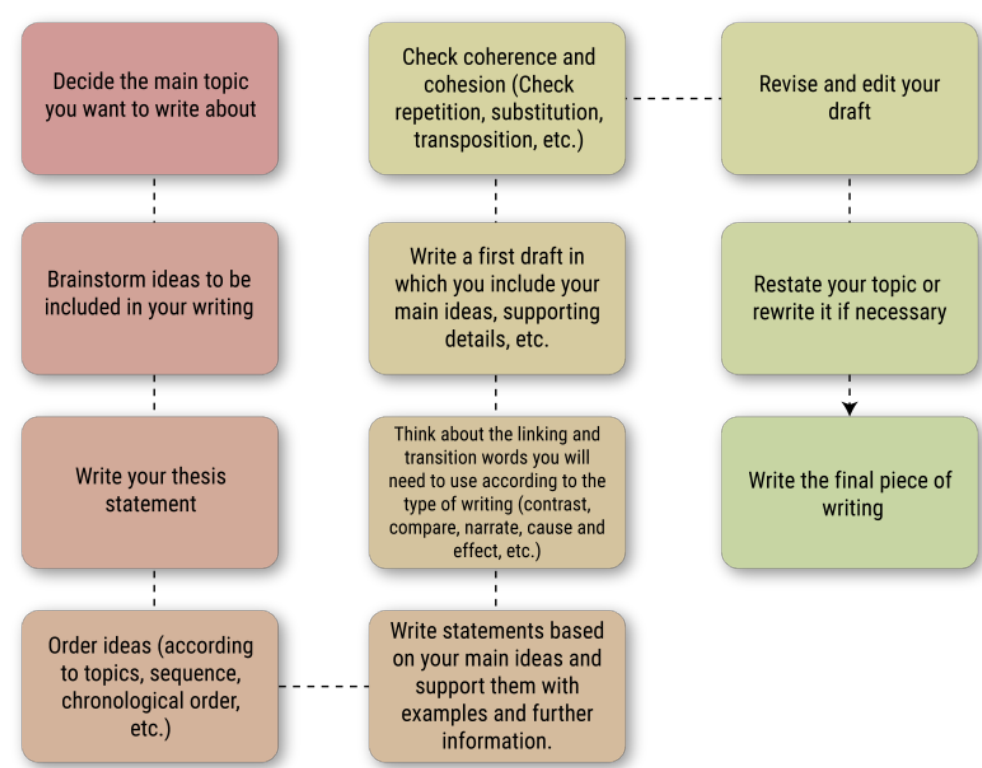 Decide the main topic
you want to write about
Brainstorm ideas to be
included in your writing
Write your thesis
statement
Order ideas (according
to topics, sequence,
chronological order,
etc.)
Write statements based
on your main ideas and
support them with
examples and further
information.
Think about the linking and
transition words you will
need to use according to the
type of writing (contrast,
compare, narrate, cause and
effect, etc.)
Write a first draft in
which you include your
main ideas, supporting
details, etc.
Check coherence and
cohesion (Check
repetition, substitution,
transposition, etc.)
Revise and edit your
draft
Restate your topic or
rewrite it if necessary
Write the final piece of
writing